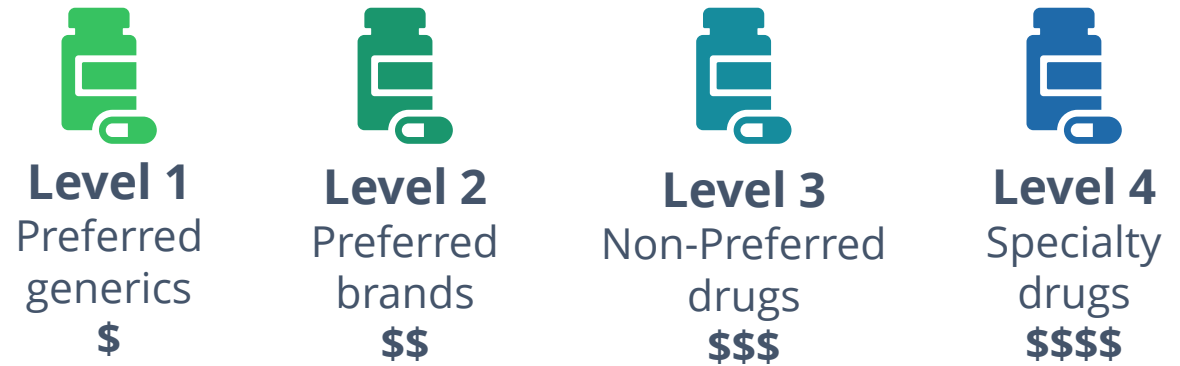 Level 1
Preferred
generics
$
Level 2
Preferred
brands
$$
Level 3
Non-Preferred
drugs
$$$
Level 4
Specialty
drugs
$$$$